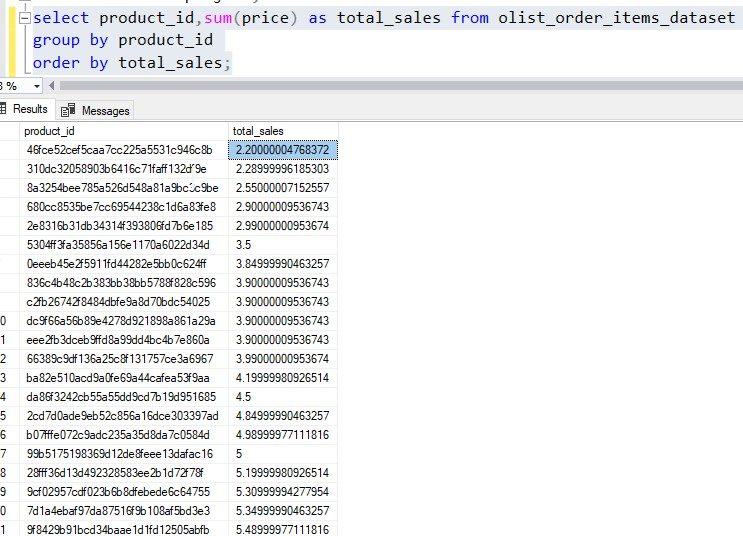 select product_id,sum(price) as total_sales from olist_order_items_dataset
group by product_id
order by total_sales;
%
Results Messages
product_id total_sales
46fce52cef5caa7cc225a5531c946c8b 2.20000004768372
310dc32058903b6416c71faff132df9e 2.28999996185303
8a3254bee785a526d548a81a9bc3c9be 2.55000007152557
680cc8535be7cc69544238c1d6a83fe8 2.90000009536743
2e8316b31db34314f393806fd7b6e185 2.99000000953674
5304ff3fa35856a156e1170a6022d34d 3.5
0eeeb45e2f5911fd44282e5bb0c624ff 3.84999990463257
836c4b48c2b383bb38bb5788f828c596 3.90000009536743
c2fb26742f8484dbfe9a8d70bdc54025 3.90000009536743
0 dc9f66a56b89e4278d921898a861a29a 3.90000009536743
1 eee2fb3dceb9ffd8a99dd4bc4b7e860a 3.90000009536743
2 66389c9df136a25c8f131757ce3a6967 3.99000000953674
3 ba82e510acd9a0fe69a44cafea53f9aa 4.19999980926514
4 da86f3242cb55a55dd9cd7b19d951685 4.5
5 2cd7d0ade9eb52c856a16dce303397ad 4.84999990463257
6 b07fffe072c9adc235a35d8da7c0584d 4.98999977111816
7 99b5175198369d12de8feee13dafac16 5
8 28fff36d13d492328583ee2b1d72f78f 5.19999980926514
9 9cf02957cdf023b6b8dfebede6c64755 5.30999994277954
0 7d1a4ebaf97da87516f9b108af5bd3e3 5.34999990463257
1 9f8429b91bcd34baae1d1fd12505abfb 5.48999977111816